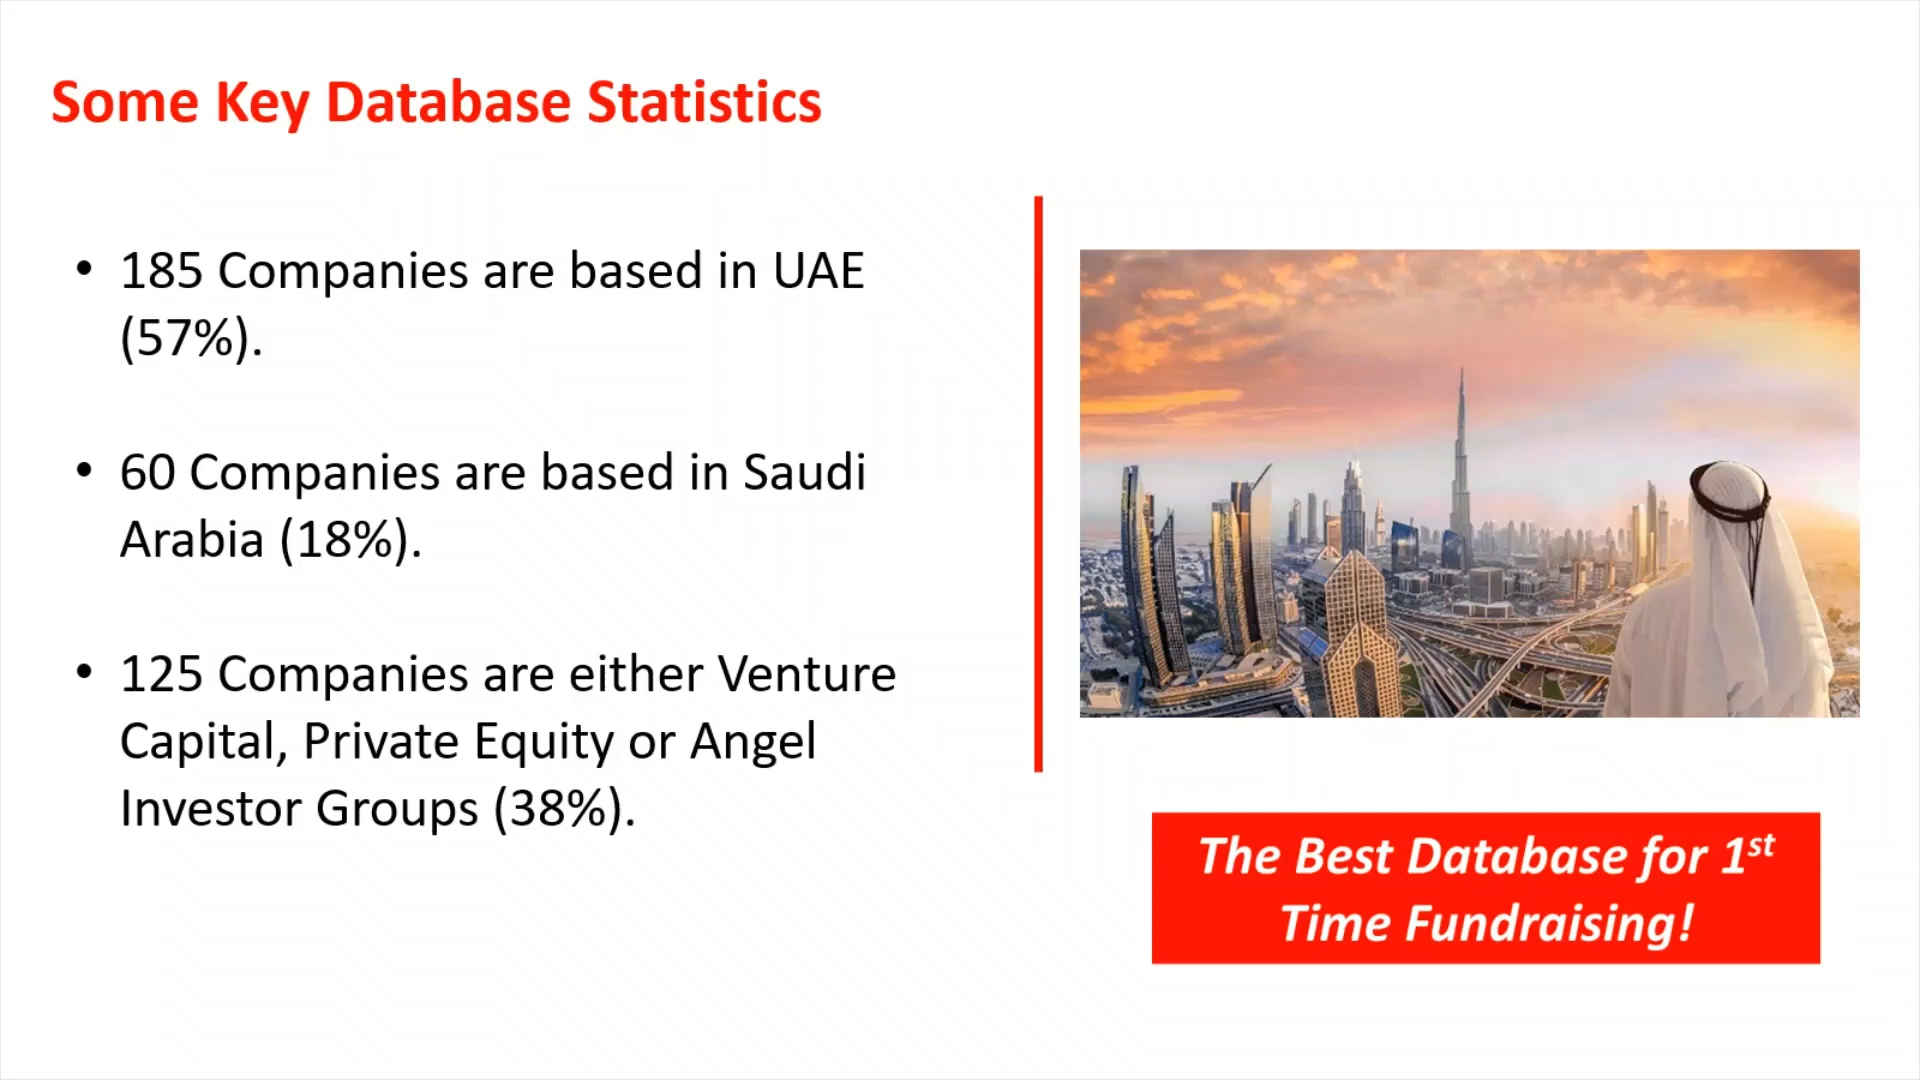 Some Key Database Statistics
• 185 Companies are based in UAE
(57%).
• 60 Companies are based in Saudi
Arabia (18%).
• 125 Companies are either Venture
Capital, Private Equity or Angel
Investor Groups (38%).
The Best Database for 1st
Time Fundraising!